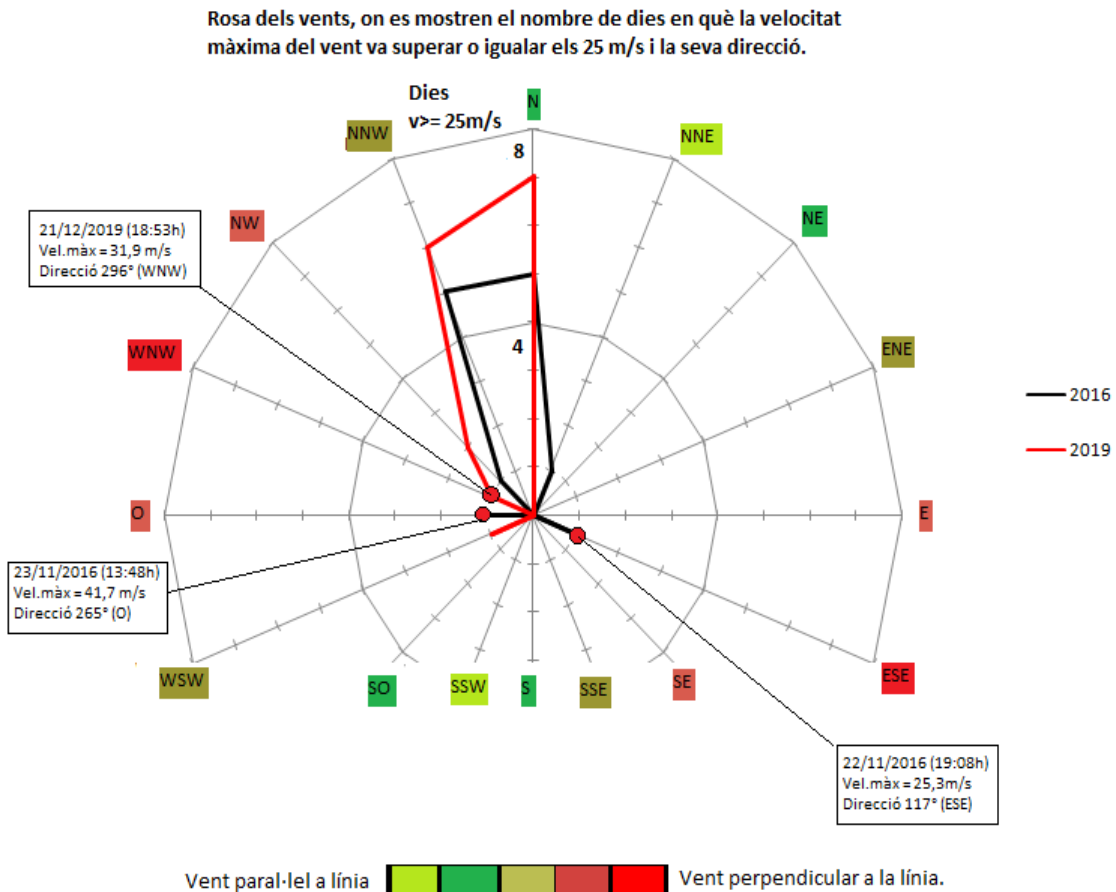 Rosa dels vents, on es mostren el nombre de dies en què la velocitat
màxima del vent va superar o igualar els 25 m/s i la seva direcció.
Dies
v>= 25m/s
N
NNW
NNE
8
NW
NE
21/12/2019 (18:53h)
Vel.màx = 31,9 m/s
Direcció 296° (WNW)
WNW
4
ENE
2016
2019
O
E
23/11/2016 (13:48h)
Vel.màx = 41,7 m/s
Direcció 265° (O)
WSW
SO
SSW
S
SSE
SE
ESE
22/11/2016 (19:08h)
Vel.màx = 25,3m/s
Direcció 117° (ESE)
Vent paral·lel a línia
Vent perpendicular a la línia.